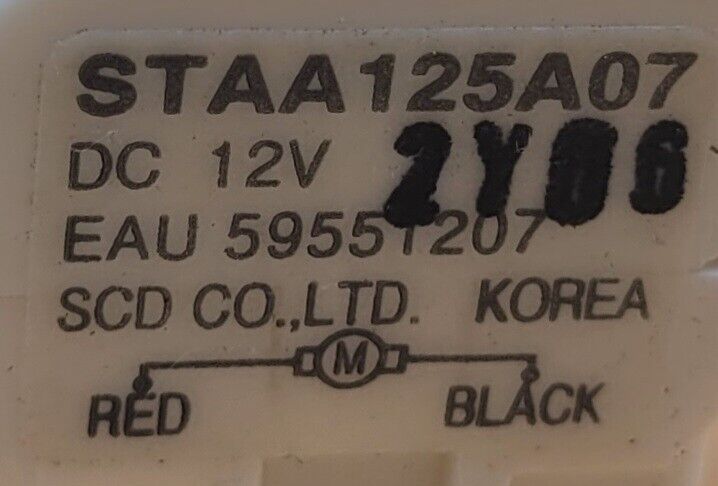 STAA125A07
DC 12V
2Y06
EAU 59551207
SCD CO.,LTD. KOREA
M
RED BLACK